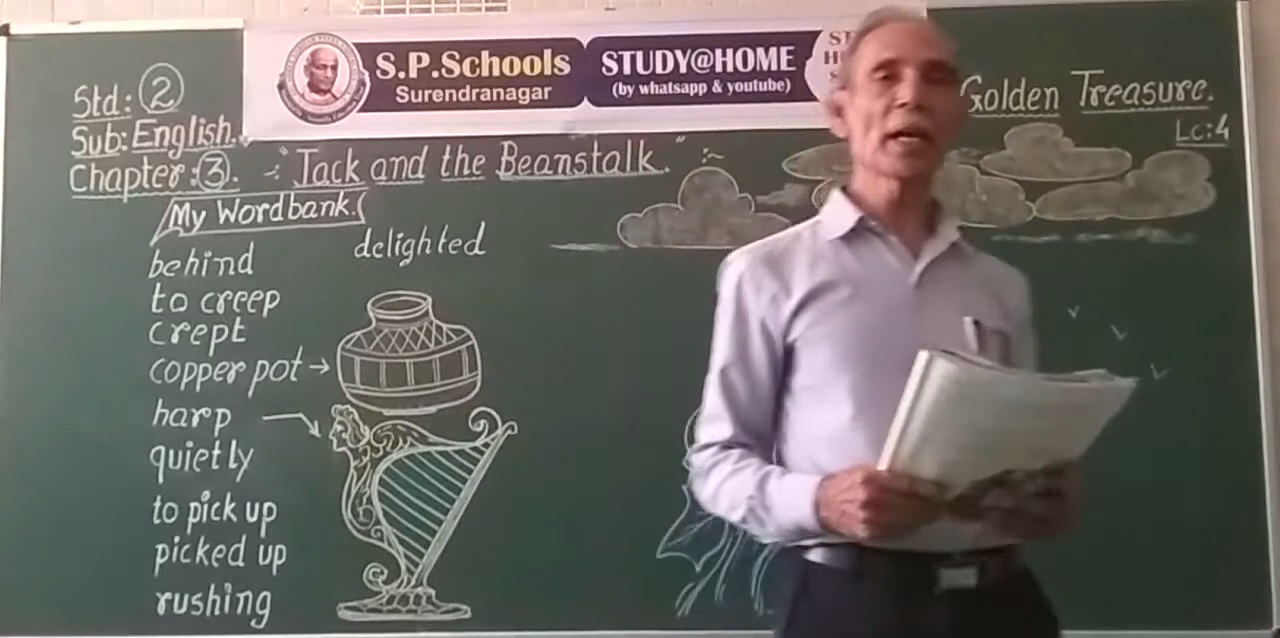 S.P.Schools
Surendranagar
STUDY@HOME
(by whatsapp & youtube)
Std: 2
Sub: English.
Chapter: 3. -: "Jack and the Beanstalk." :-
Golden Treasure.
Lc:4
My Wordbank.
behind
delighted
to creep
crept
copper pot →
harp
quietly
to pick up
picked up
rushing